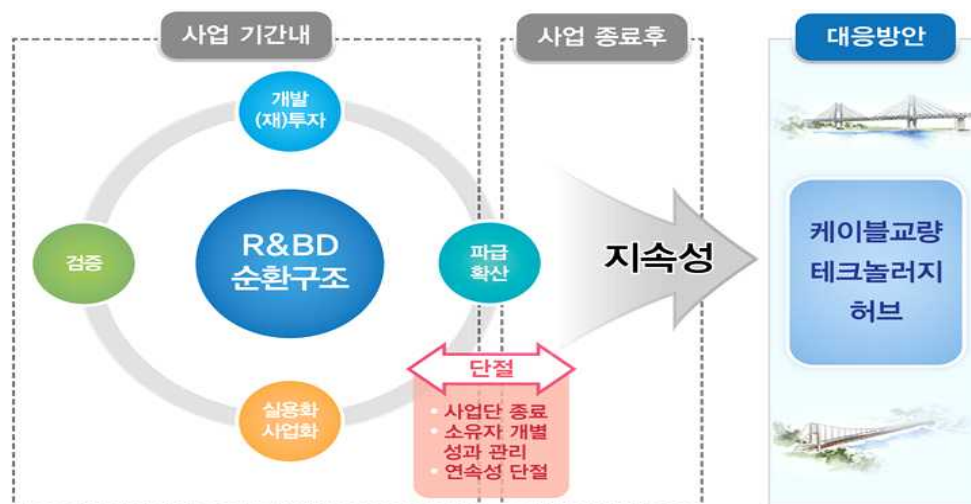 사업 기간내
사업 종료후
대응방안
개발
(재)투자
R&BD
순환구조
검증
파급
확산
실용화
사업화
지속성
단절
• 사업단 종료
• 소유자 개별
성과 관리
• 연속성 단절
케이블교량
테크놀러지
허브